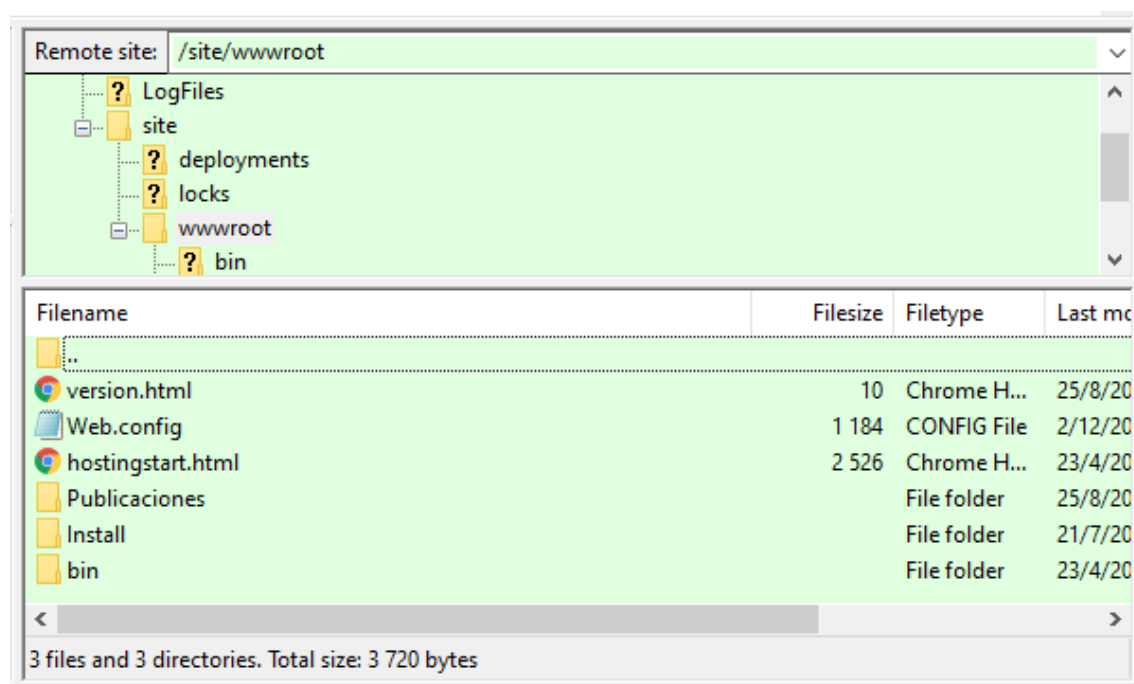 Remote site: /site/wwwroot
? LogFiles
site
? deployments
? locks
wwwroot
? bin
Filename Filesize Filetype Last mo
..
version.html 10 Chrome H... 25/8/20
Web.config 1 184 CONFIG File 2/12/20
hostingstart.html 2 526 Chrome H... 23/4/20
Publicaciones File folder 25/8/20
Install File folder 21/7/20
bin File folder 23/4/20
3 files and 3 directories. Total size: 3 720 bytes